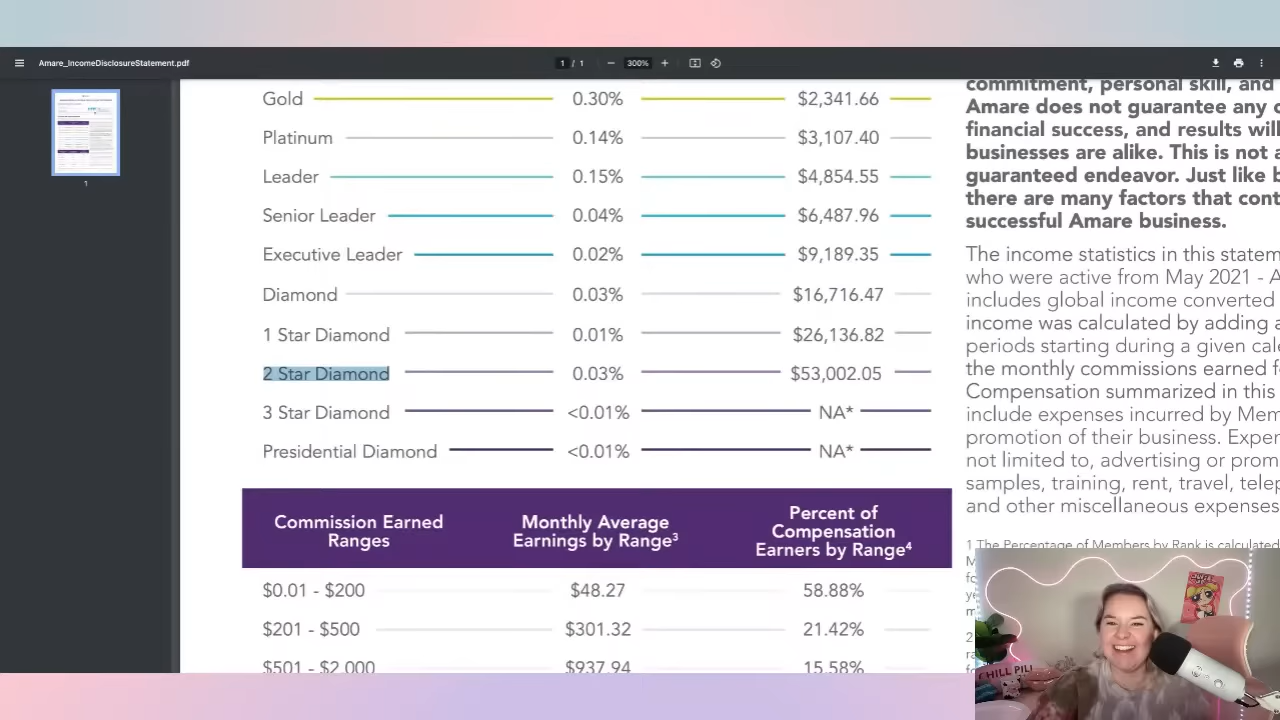 Amare_IncomeDisclosureStatement.pdf
1 / 1
300%
1
Gold 0.30% $2,341.66
Platinum 0.14% $3,107.40
Leader 0.15% $4,854.55
Senior Leader 0.04% $6,487.96
Executive Leader 0.02% $9,189.35
Diamond 0.03% $16,716.47
1 Star Diamond 0.01% $26,136.82
2 Star Diamond 0.03% $53,002.05
3 Star Diamond <0.01% NA*
Presidential Diamond <0.01% NA*
Commission Earned Ranges
Monthly Average Earnings by Range³
Percent of Compensation Earners by Range⁴
$0.01 - $200 $48.27 58.88%
$201 - $500 $301.32 21.42%
$501 - $2,000 $937.94 15.58%
commitment, personal skill, and
Amare does not guarantee any
financial success, and results will
businesses are alike. This is not a
guaranteed endeavor. Just like
there are many factors that
successful Amare business.
The income statistics in this
who were active from May 2021 -
includes global income converted
income was calculated by adding
periods starting during a given
the monthly commissions earned
Compensation summarized in this
include expenses incurred by
promotion of their business.
not limited to, advertising or
samples, training, rent, travel,
and other miscellaneous expenses
1 The Percentage of Members by Rank is calculated
2
CHILL PILL